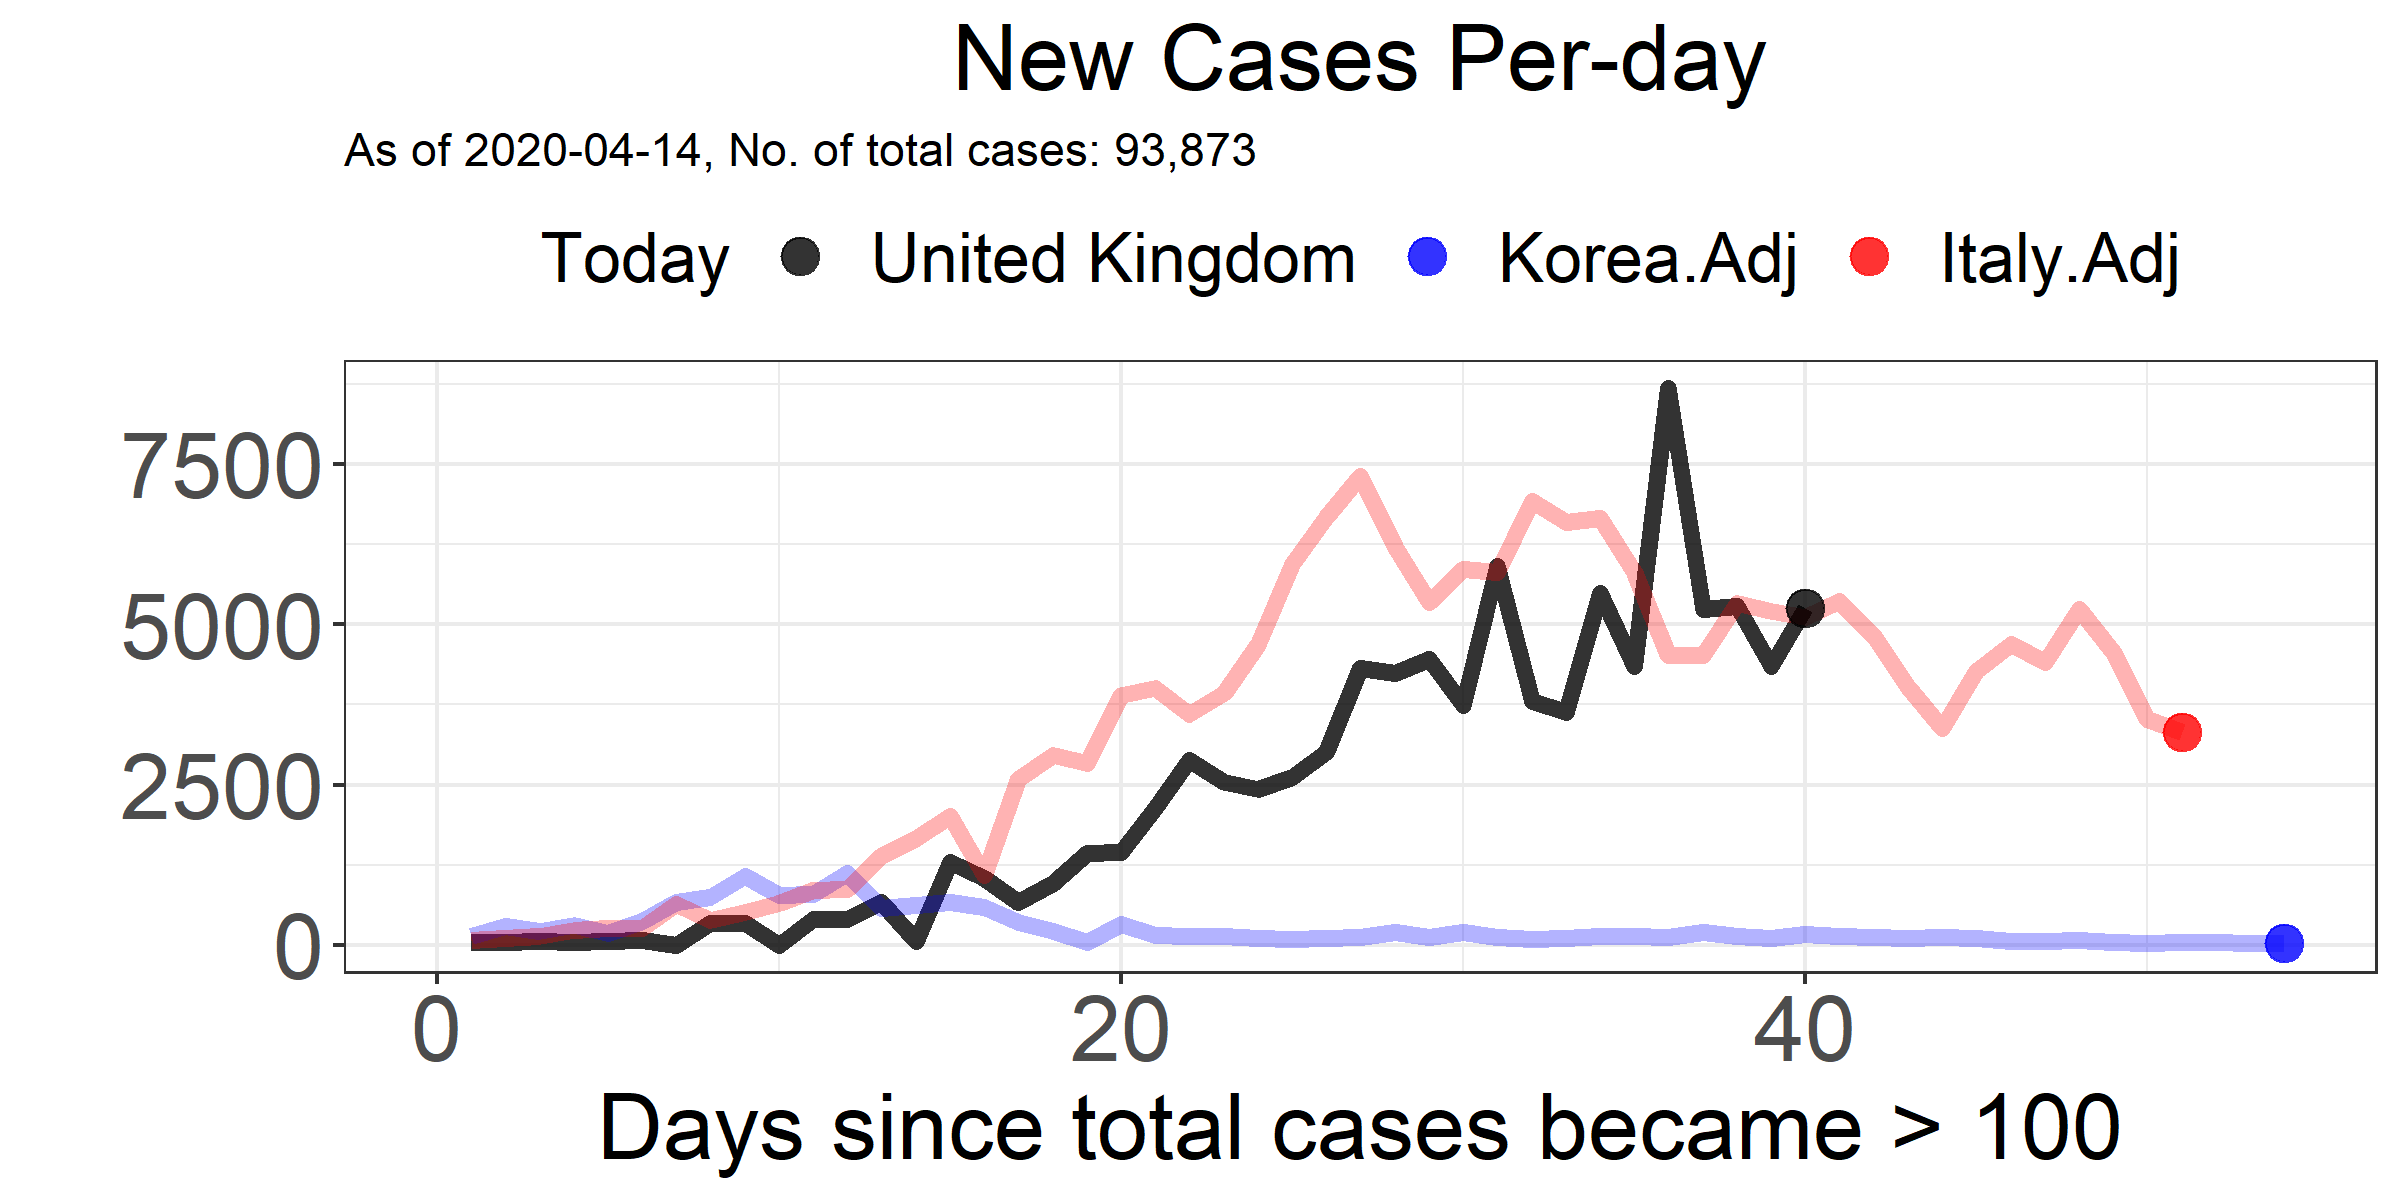 New Cases Per-day
As of 2020-04-14, No. of total cases: 93,873
Today United Kingdom Korea.Adj Italy.Adj
7500
5000
2500
0
0 20 40
Days since total cases became > 100